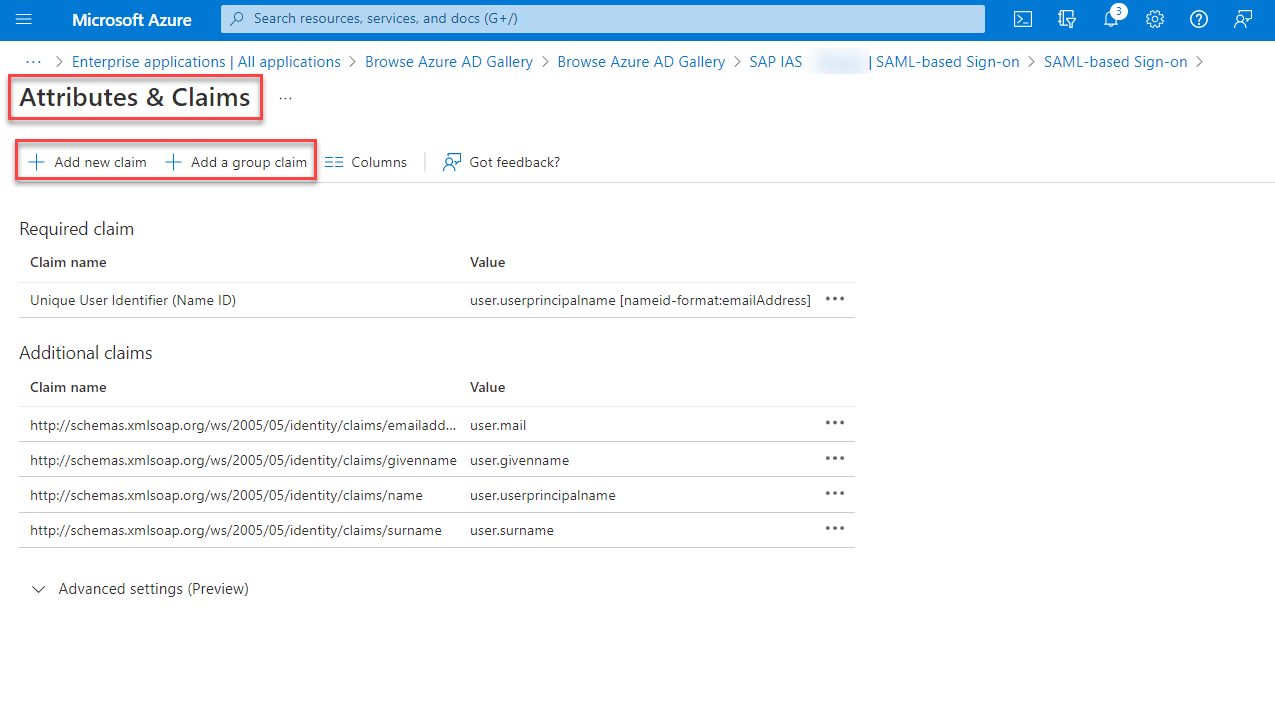 Microsoft Azure
Search resources, services, and docs (G+/)
3
... > Enterprise applications | All applications > Browse Azure AD Gallery > Browse Azure AD Gallery > SAP IAS | SAML-based Sign-on > SAML-based Sign-on >
Attributes & Claims ...
+ Add new claim + Add a group claim Columns | Got feedback?
Required claim
Claim name Value
Unique User Identifier (Name ID) user.userprincipalname [nameid-format:emailAddress] ...
Additional claims
Claim name Value
http://schemas.xmlsoap.org/ws/2005/05/identity/claims/emailadd... user.mail ...
http://schemas.xmlsoap.org/ws/2005/05/identity/claims/givenname user.givenname ...
http://schemas.xmlsoap.org/ws/2005/05/identity/claims/name user.userprincipalname ...
http://schemas.xmlsoap.org/ws/2005/05/identity/claims/surname user.surname ...
Advanced settings (Preview)